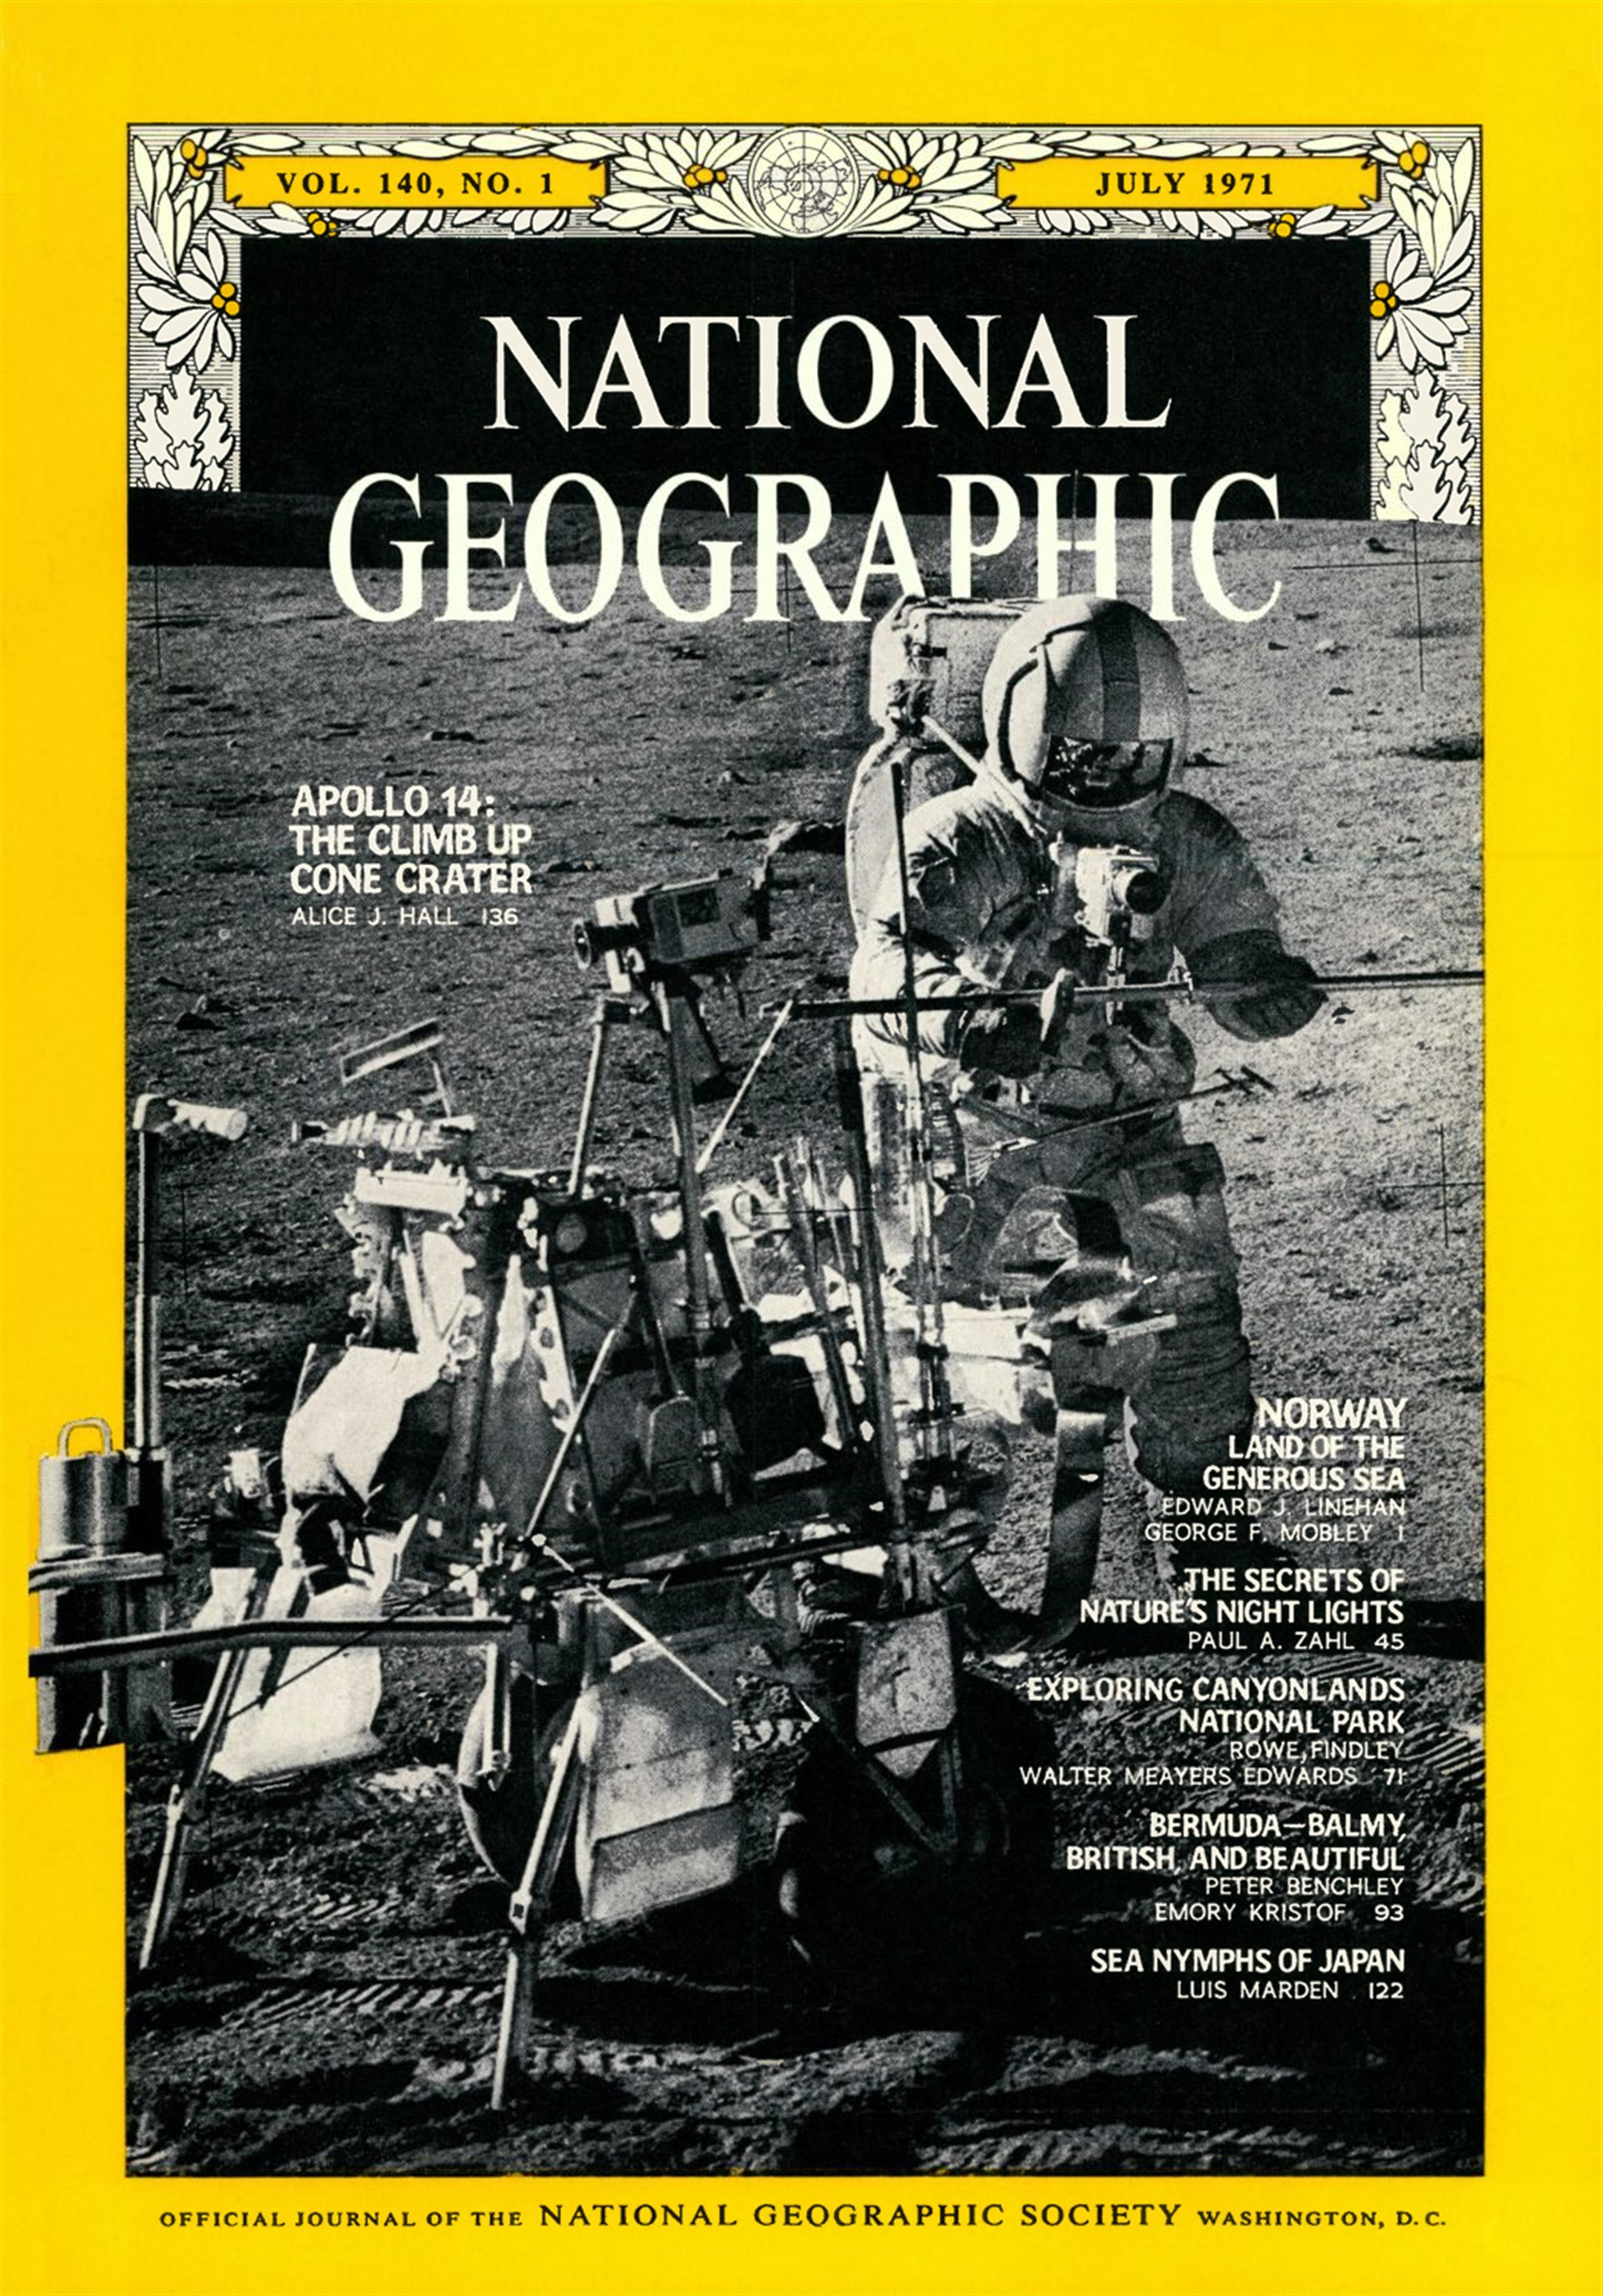 VOL. 140, NO. 1
JULY 1971
NATIONAL
GEOGRAPHIC
APOLLO 14:
THE CLIMB UP
CONE CRATER
ALICE J. HALL 136
NORWAY
LAND OF THE
GENEROUS SEA
EDWARD J. LINEHAN
GEORGE F. MOBLEY 1
THE SECRETS OF
NATURE'S NIGHT LIGHTS
PAUL A. ZAHL 45
EXPLORING CANYONLANDS
NATIONAL PARK
ROWE FINDLEY
WALTER MEAYERS EDWARDS 71
BERMUDA—BALMY,
BRITISH, AND BEAUTIFUL
PETER BENCHLEY
EMORY KRISTOF 93
SEA NYMPHS OF JAPAN
LUIS MARDEN 122
OFFICIAL JOURNAL OF THE NATIONAL GEOGRAPHIC SOCIETY WASHINGTON, D.C.